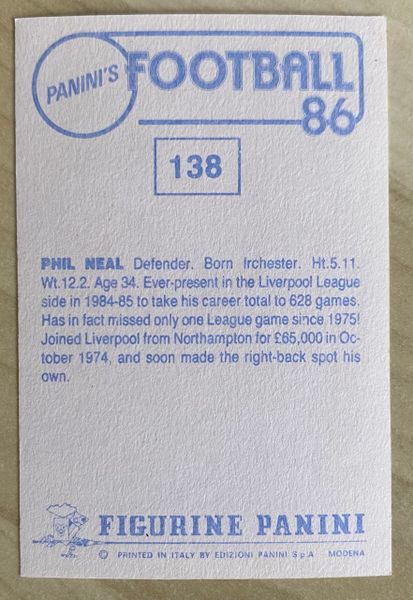 PANINI'S FOOTBALL
86
138
PHIL NEAL Defender. Born Irchester. Ht.5.11.
Wt.12.2. Age 34. Ever-present in the Liverpool League
side in 1984-85 to take his career total to 628 games.
Has in fact missed only one League game since 1975!
Joined Liverpool from Northampton for £65,000 in Oc-
tober 1974, and soon made the right-back spot his
own.
FIGURINE PANINI
© PRINTED IN ITALY BY EDIZIONI PANINI S.p.A. MODENA